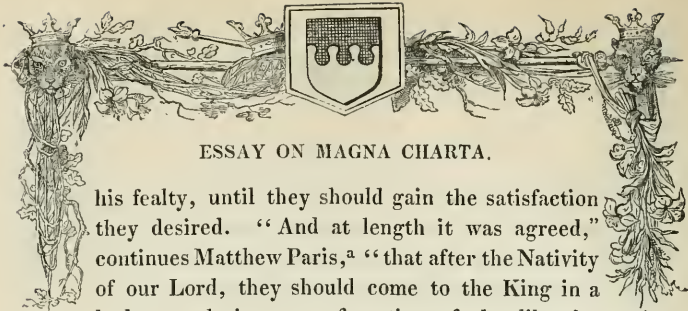 ESSAY ON MAGNA CHARTA.
his fealty, until they should gain the satisfaction
they desired. “And at length it was agreed,”
continues Matthew Paris,ᵃ “that after the Nativity
of our Lord, they should come to the King in a